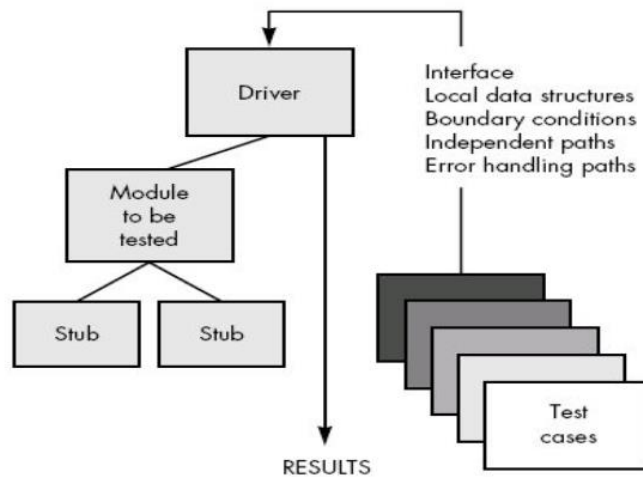 Driver
Interface
Local data structures
Boundary conditions
Independent paths
Error handling paths
Module
to be
tested
Stub
Stub
Test
cases
RESULTS